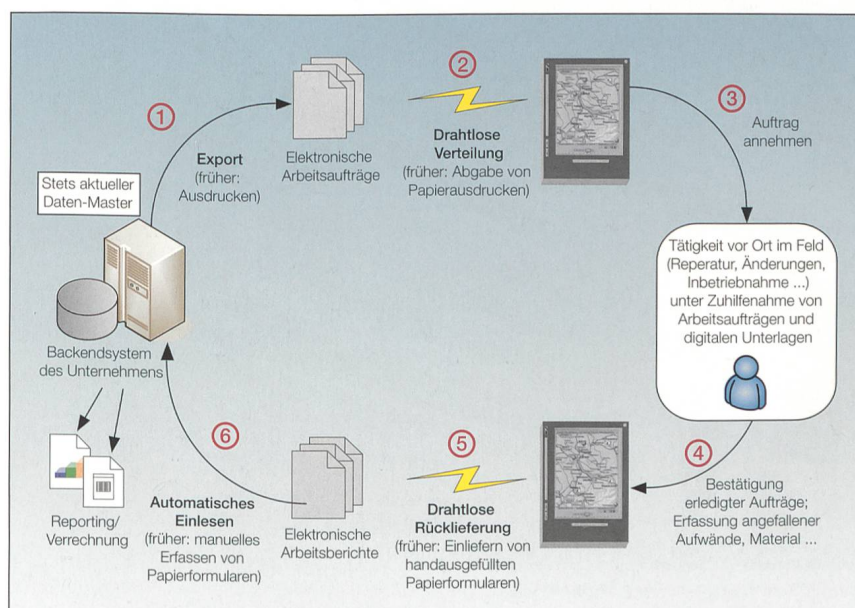 ①
Export
(früher:
Ausdrucken)
Elektronische
Arbeitsaufträge
②
Drahtlose
Verteilung
(früher: Abgabe von
Papierausdrucken)
③
Auftrag
annehmen
Stets aktueller
Daten-Master
Backendsystem
des Unternehmens
Tätigkeit vor Ort im Feld
(Reperatur, Änderungen,
Inbetriebnahme ...)
unter Zuhilfenahme von
Arbeitsaufträgen und
digitalen Unterlagen
④
Bestätigung
erledigter Aufträge;
Erfassung angefallener
Aufwände, Material ...
⑤
Drahtlose
Rücklieferung
(früher: Einliefern von
handausgefüllten
Papierformularen)
Elektronische
Arbeitsberichte
⑥
Automatisches
Einlesen
(früher: manuelles
Erfassen von
Papierformularen)
Reporting/
Verrechnung